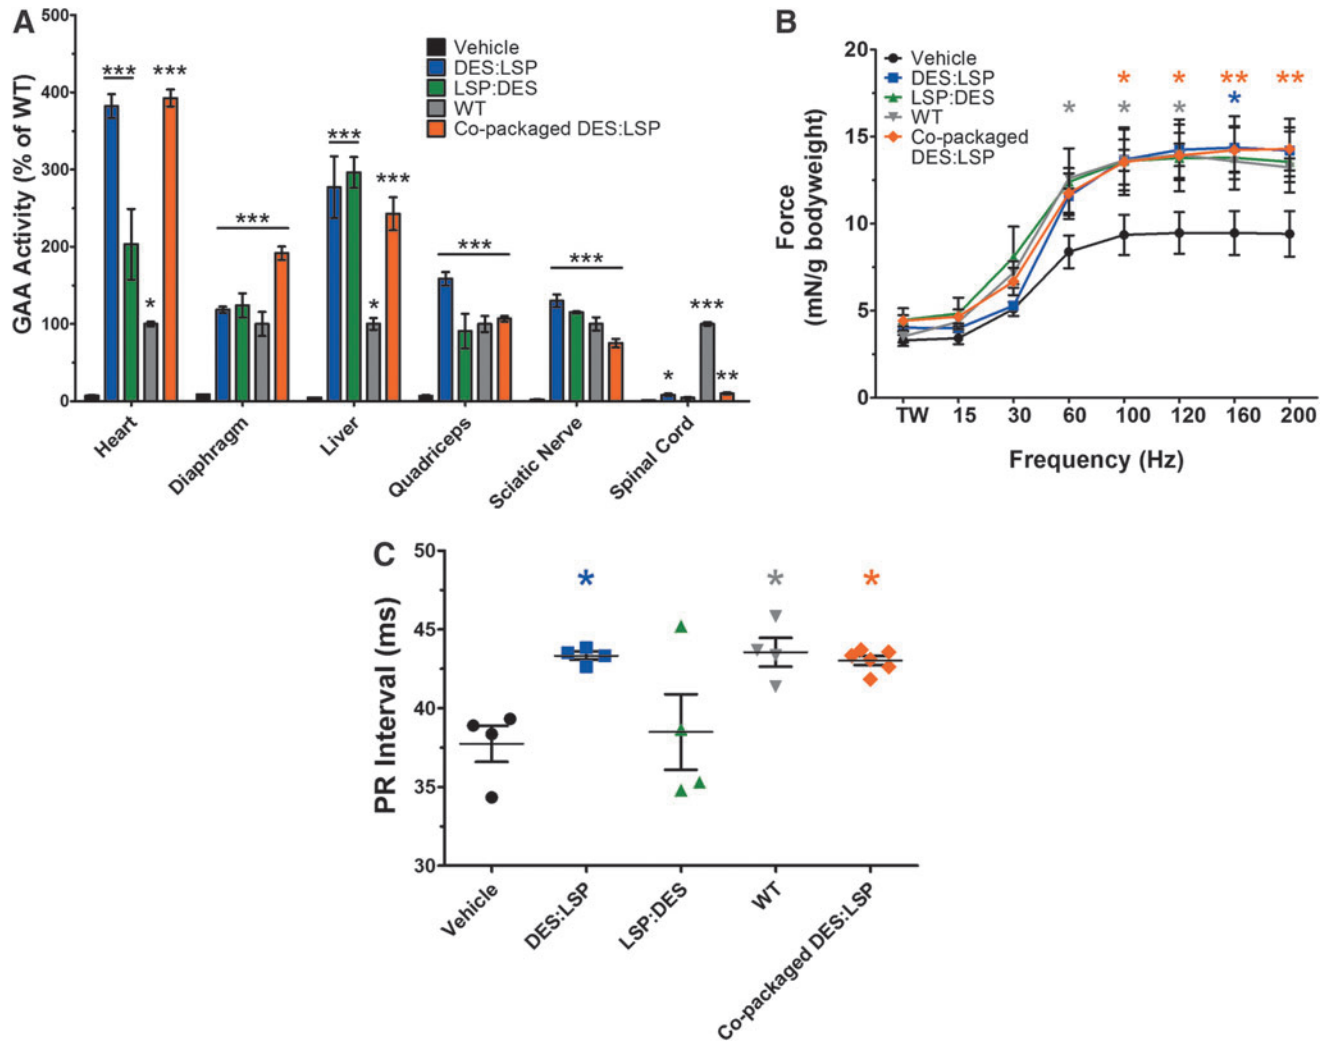 A
GAA Activity (% of WT)
500
400
300
200
100
0
Vehicle
DES:LSP
LSP:DES
WT
Co-packaged DES:LSP
***
***
*
***
***
*
***
***
***
*
***
**
Heart
Diaphragm
Liver
Quadriceps
Sciatic Nerve
Spinal Cord
B
Force
(mN/g bodyweight)
20
15
10
5
0
Vehicle
DES:LSP
LSP:DES
WT
Co-packaged
DES:LSP
* * ** **
* * * *
TW 15 30 60 100 120 160 200
Frequency (Hz)
C
PR Interval (ms)
50
45
40
35
30
* * *
Vehicle
DES:LSP
LSP:DES
WT
Co-packaged DES:LSP